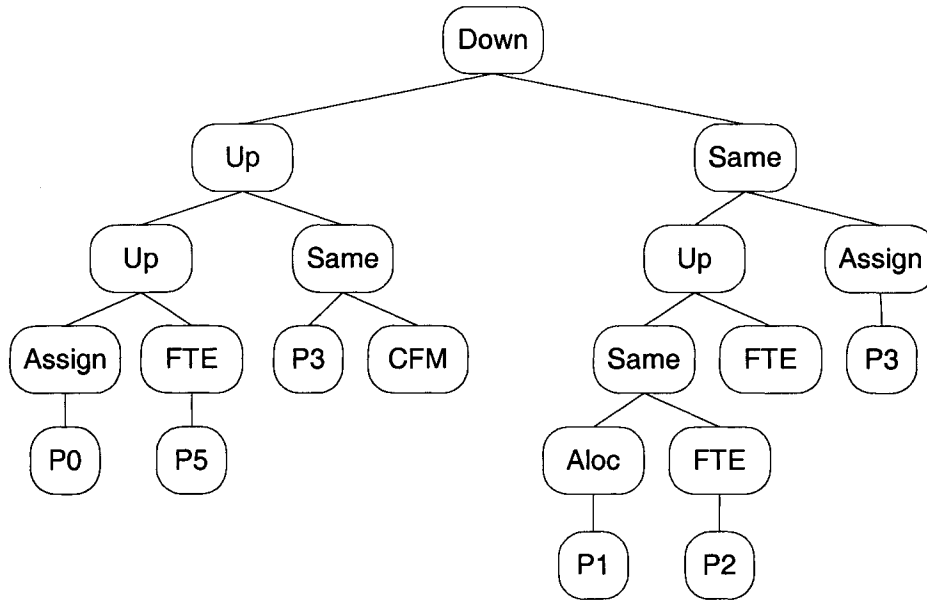 Down
Up Same
Up Same Up Assign
Assign FTE P3 CFM Same FTE P3
P0 P5 Aloc FTE
P1 P2